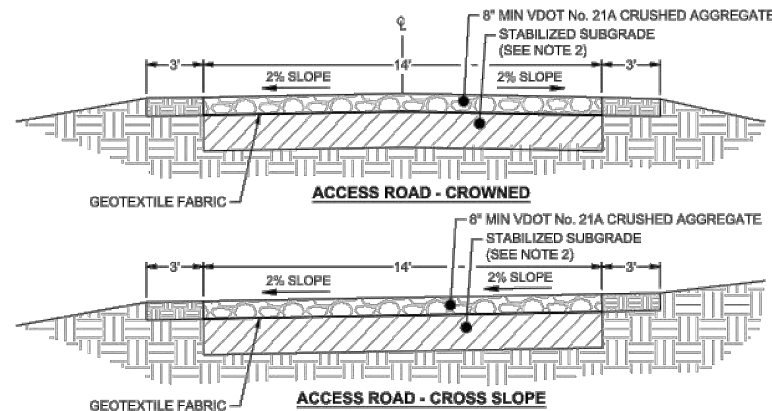 8" MIN VDOT No. 21A CRUSHED AGGREGATE
STABILIZED SUBGRADE
(SEE NOTE 2)
℄
3' 14' 3'
2% SLOPE 2% SLOPE
GEOTEXTILE FABRIC
ACCESS ROAD - CROWNED
8" MIN VDOT No. 21A CRUSHED AGGREGATE
STABILIZED SUBGRADE
(SEE NOTE 2)
3' 14' 3'
2% SLOPE 2% SLOPE
GEOTEXTILE FABRIC
ACCESS ROAD - CROSS SLOPE